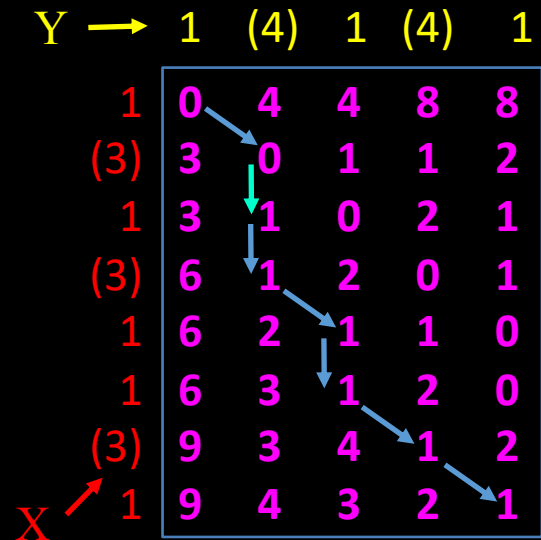 Y 1 (4) 1 (4) 1
1 0 4 4 8 8
(3) 3 0 1 1 2
1 3 1 0 2 1
(3) 6 1 2 0 1
1 6 2 1 1 0
1 6 3 1 2 0
(3) 9 3 4 1 2
1 9 4 3 2 1
X